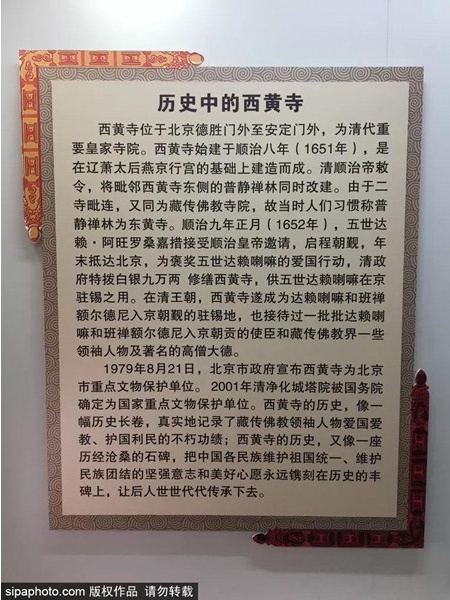 历史中的西黄寺
西黄寺位于北京德胜门外至安定门外，为清代重
要皇家寺院。西黄寺始建于顺治八年（1651年），是
在辽萧太后燕京行宫的基础上建造而成。清顺治帝敕
令，将毗邻西黄寺东侧的普静禅林同时改建。由于二
寺毗连，又同为藏传佛教寺院，故当时人们习惯称普
静禅林为东黄寺。顺治九年正月（1652年），五世达
赖·阿旺罗桑嘉措接受顺治皇帝邀请，启程朝觐，年
末抵达北京，为褒奖五世达赖喇嘛的爱国行动，清政
府特拨白银九万两 修缮西黄寺，供五世达赖喇嘛在京
驻锡之用。在清王朝，西黄寺遂成为达赖喇嘛和班禅
额尔德尼入京朝觐的驻锡地，也接待过一批批达赖喇
嘛和班禅额尔德尼入京朝贡的使臣和藏传佛教界一些
领袖人物及著名的高僧大德。
1979年8月21日，北京市政府宣布西黄寺为北京
市重点文物保护单位。2001年清净化城塔院被国务院
确定为国家重点文物保护单位。西黄寺的历史，像一
幅历史长卷，真实地记录了藏传佛教领袖人物爱国爱
教、护国利民的不朽功绩；西黄寺的历史，又像一座
历经沧桑的石碑，把中国各民族维护祖国统一、维护
民族团结的坚强意志和美好心愿永远镌刻在历史的丰
碑上，让后人世世代代传承下去。
sipaphoto.com 版权作品 请勿转载